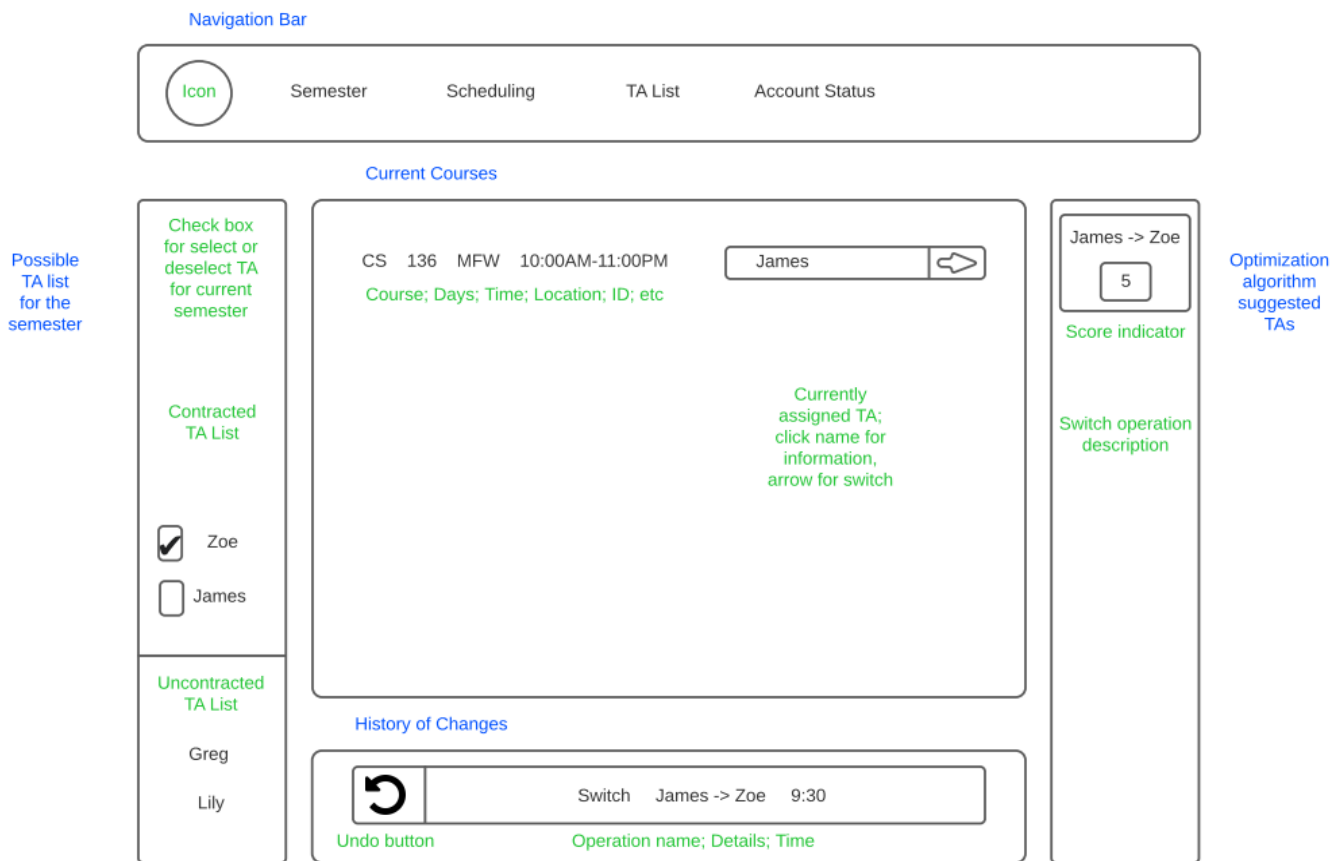 Navigation Bar
Icon Semester Scheduling TA List Account Status
Current Courses
Possible
TA list
for the
semester
Check box
for select or
deselect TA
for current
semester
Contracted
TA List
Zoe
James
Uncontracted
TA List
Greg
Lily
CS 136 MFW 10:00AM-11:00PM James
Course; Days; Time; Location; ID; etc
Currently
assigned TA;
click name for
information,
arrow for switch
History of Changes
Switch James -> Zoe 9:30
Undo button Operation name; Details; Time
James -> Zoe
5
Score indicator
Switch operation
description
Optimization
algorithm
suggested
TAs